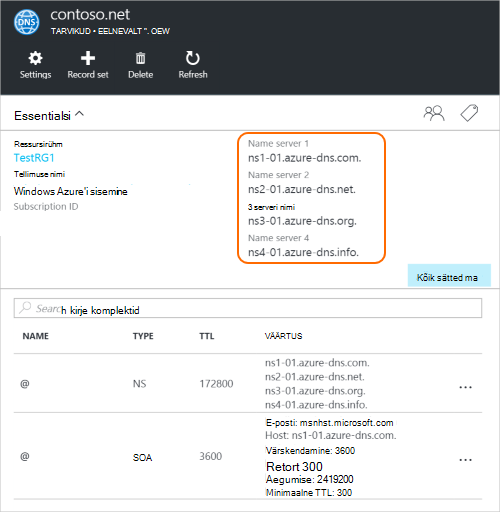 DNS
contoso.net
TARVIKUD • EELNEVALT ". OEW
Settings
Record set
Delete
Refresh
Essentialsi
Ressursirühm
TestRG1
Tellimuse nimi
Windows Azure'i sisemine
Subscription ID
Name server 1
ns1-01.azure-dns.com.
Name server 2
ns2-01.azure-dns.net.
3 serveri nimi
ns3-01.azure-dns.org.
Name server 4
ns4-01.azure-dns.info.
Kõik sätted ma
Search kirje komplektid
NAME TYPE TTL VÄÄRTUS
@ NS 172800
ns1-01.azure-dns.com.
ns2-01.azure-dns.net.
ns3-01.azure-dns.org.
ns4-01.azure-dns.info.
...
@ SOA 3600
E-posti: msnhst.microsoft.com
Host: ns1-01.azure-dns.com.
Värskendamine: 3600
Retort 300
Aegumise: 2419200
Minimaalne TTL: 300
...